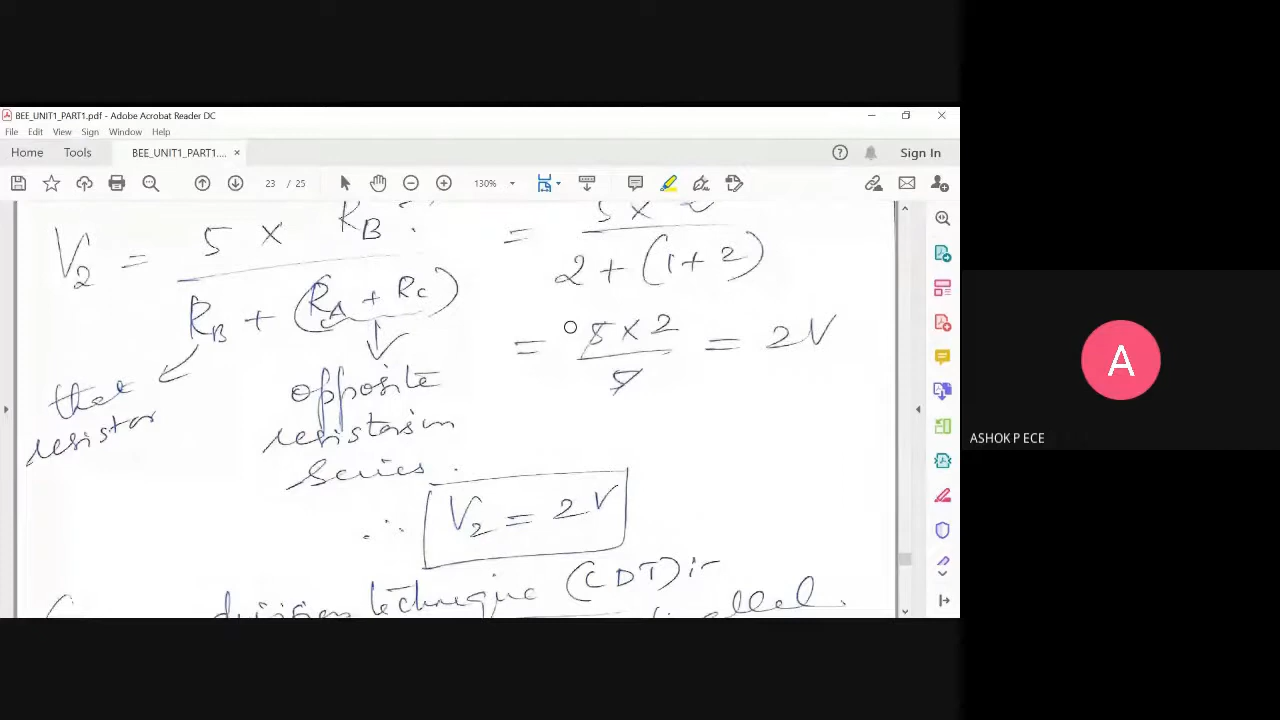 BEE_UNIT1_PART1.pdf - Adobe Acrobat Reader DC
File Edit View Sign Window Help
Home Tools BEE_UNIT1_PART1.... × Sign In
23 / 25 130%
V2 = 5 × RB / RB + (RA + RC) = 5 × 2 / 2 + (1 + 2)
= 5 × 2 / 5 = 2V
that resistor
opposite
resistors in
series.
∴ V2 = 2V
division technique (CDT) in
parallel.
A
ASHOK P ECE